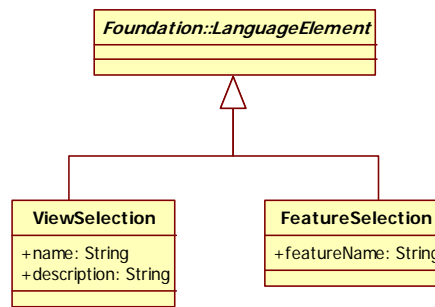 Foundation::LanguageElement
ViewSelection
+name: String
+description: String
FeatureSelection
+featureName: String